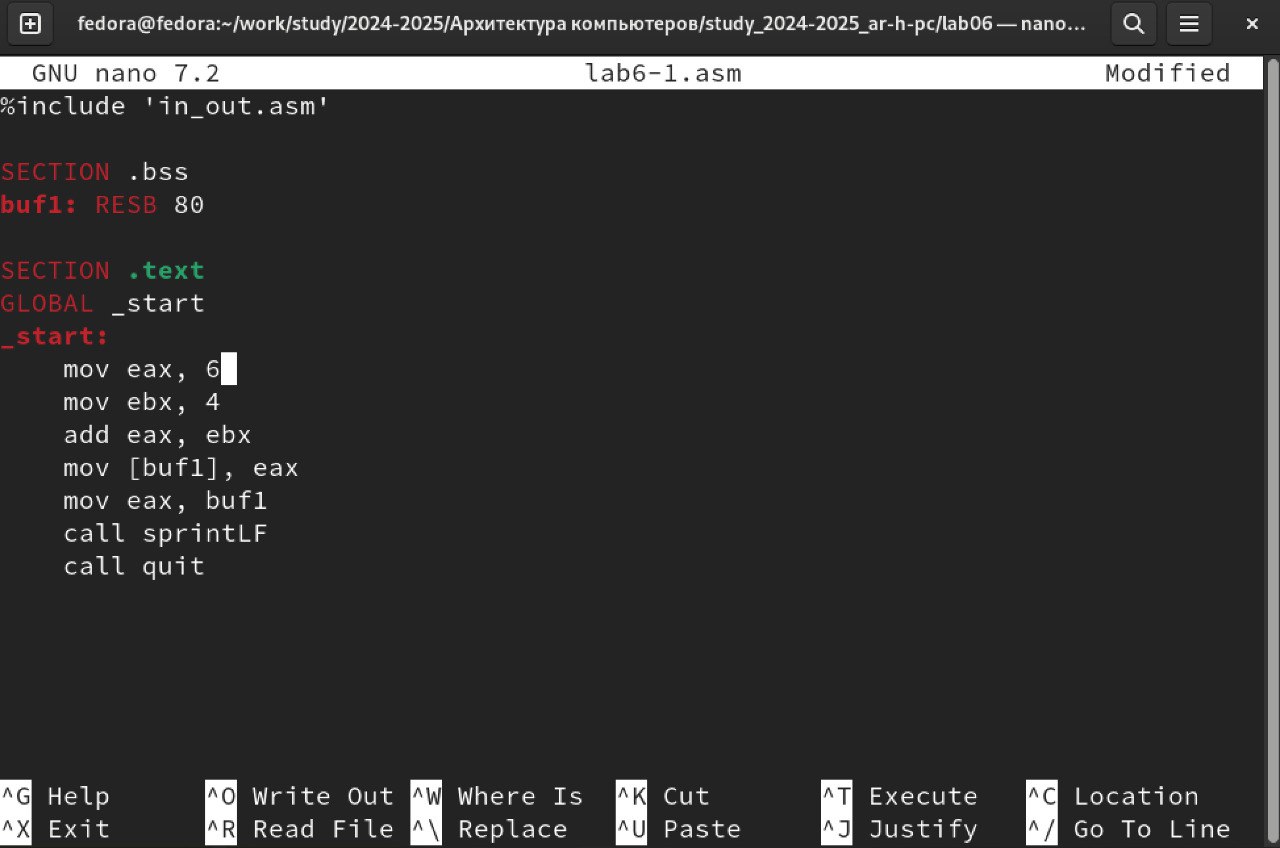 fedora@fedora:~/work/study/2024-2025/Архитектура компьютеров/study_2024-2025_ar-h-pc/lab06 — nano...
GNU nano 7.2 lab6-1.asm Modified
%include 'in_out.asm'
SECTION .bss
buf1: RESB 80
SECTION .text
GLOBAL _start
_start:
mov eax, 6
mov ebx, 4
add eax, ebx
mov [buf1], eax
mov eax, buf1
call sprintLF
call quit
^G Help ^O Write Out ^W Where Is ^K Cut ^T Execute ^C Location
^X Exit ^R Read File ^\ Replace ^U Paste ^J Justify ^/ Go To Line